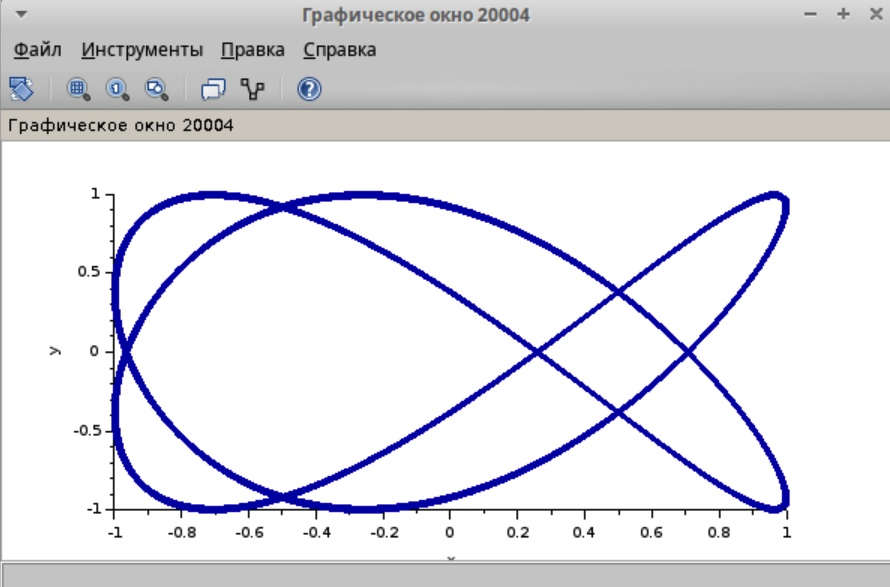 Графическое окно 20004
Файл Инструменты Правка Справка
Графическое окно 20004
1
0.5
y
0
-0.5
-1
-1 -0.8 -0.6 -0.4 -0.2 0 0.2 0.4 0.6 0.8 1